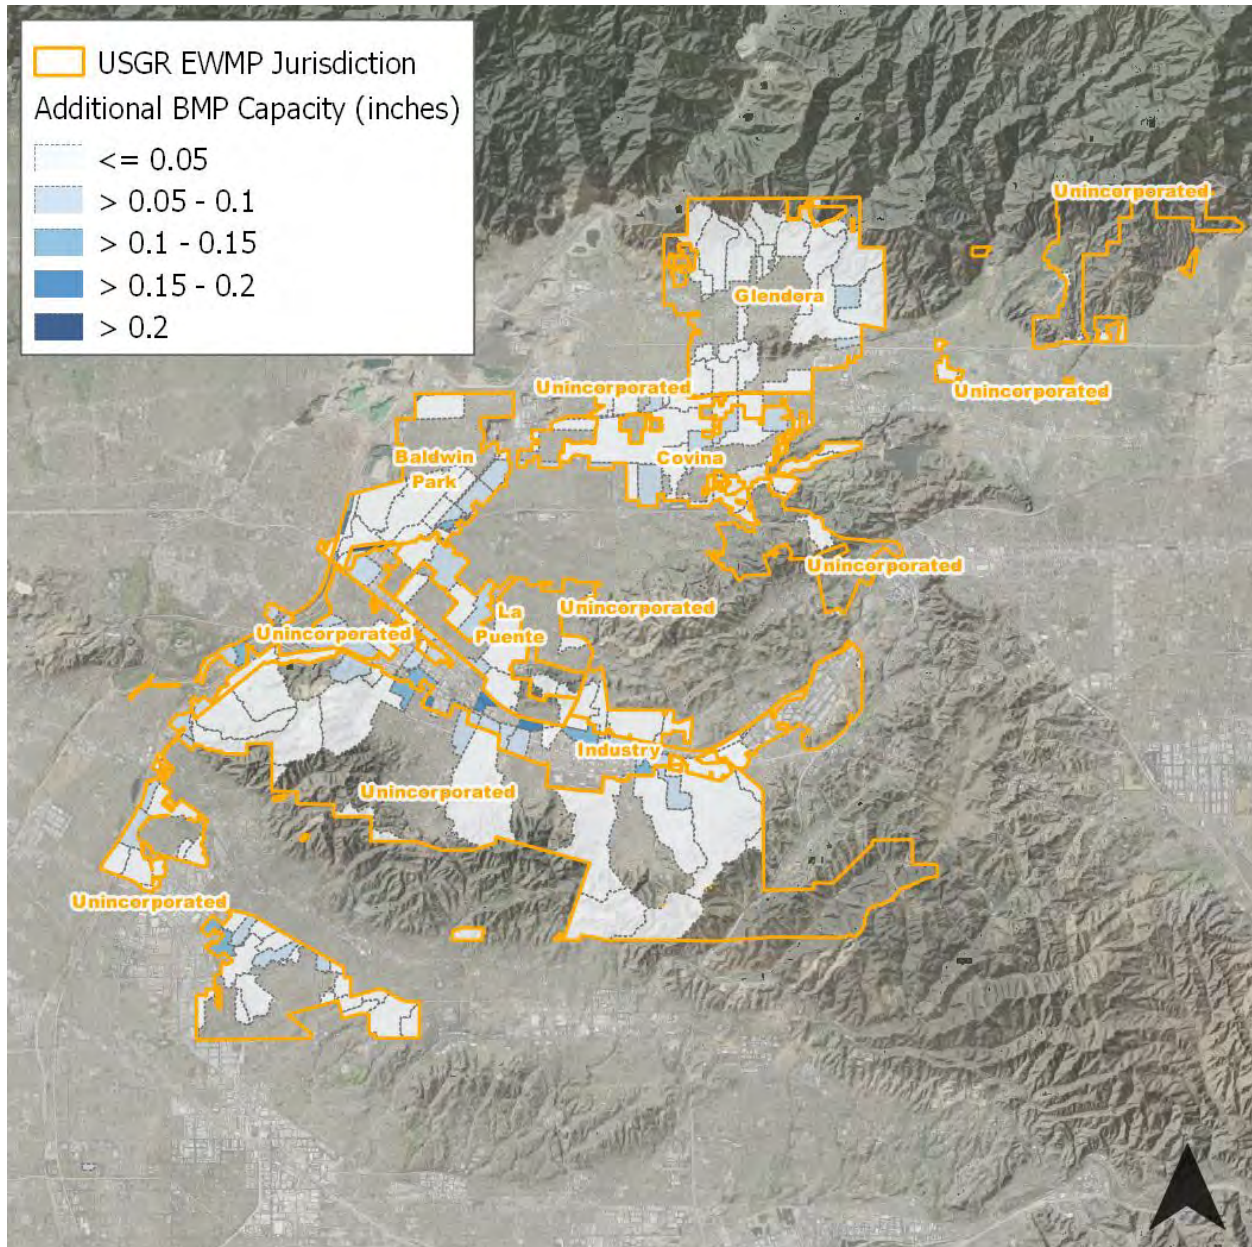 USGR EWMP Jurisdiction
Additional BMP Capacity (inches)
<= 0.05
> 0.05 - 0.1
> 0.1 - 0.15
> 0.15 - 0.2
> 0.2
Unincorporated
Glendora
Unincorporated
Unincorporated
Baldwin
Park
Covina
Unincorporated
La
Puente
Unincorporated
Unincorporated
Industry
Unincorporated
Unincorporated